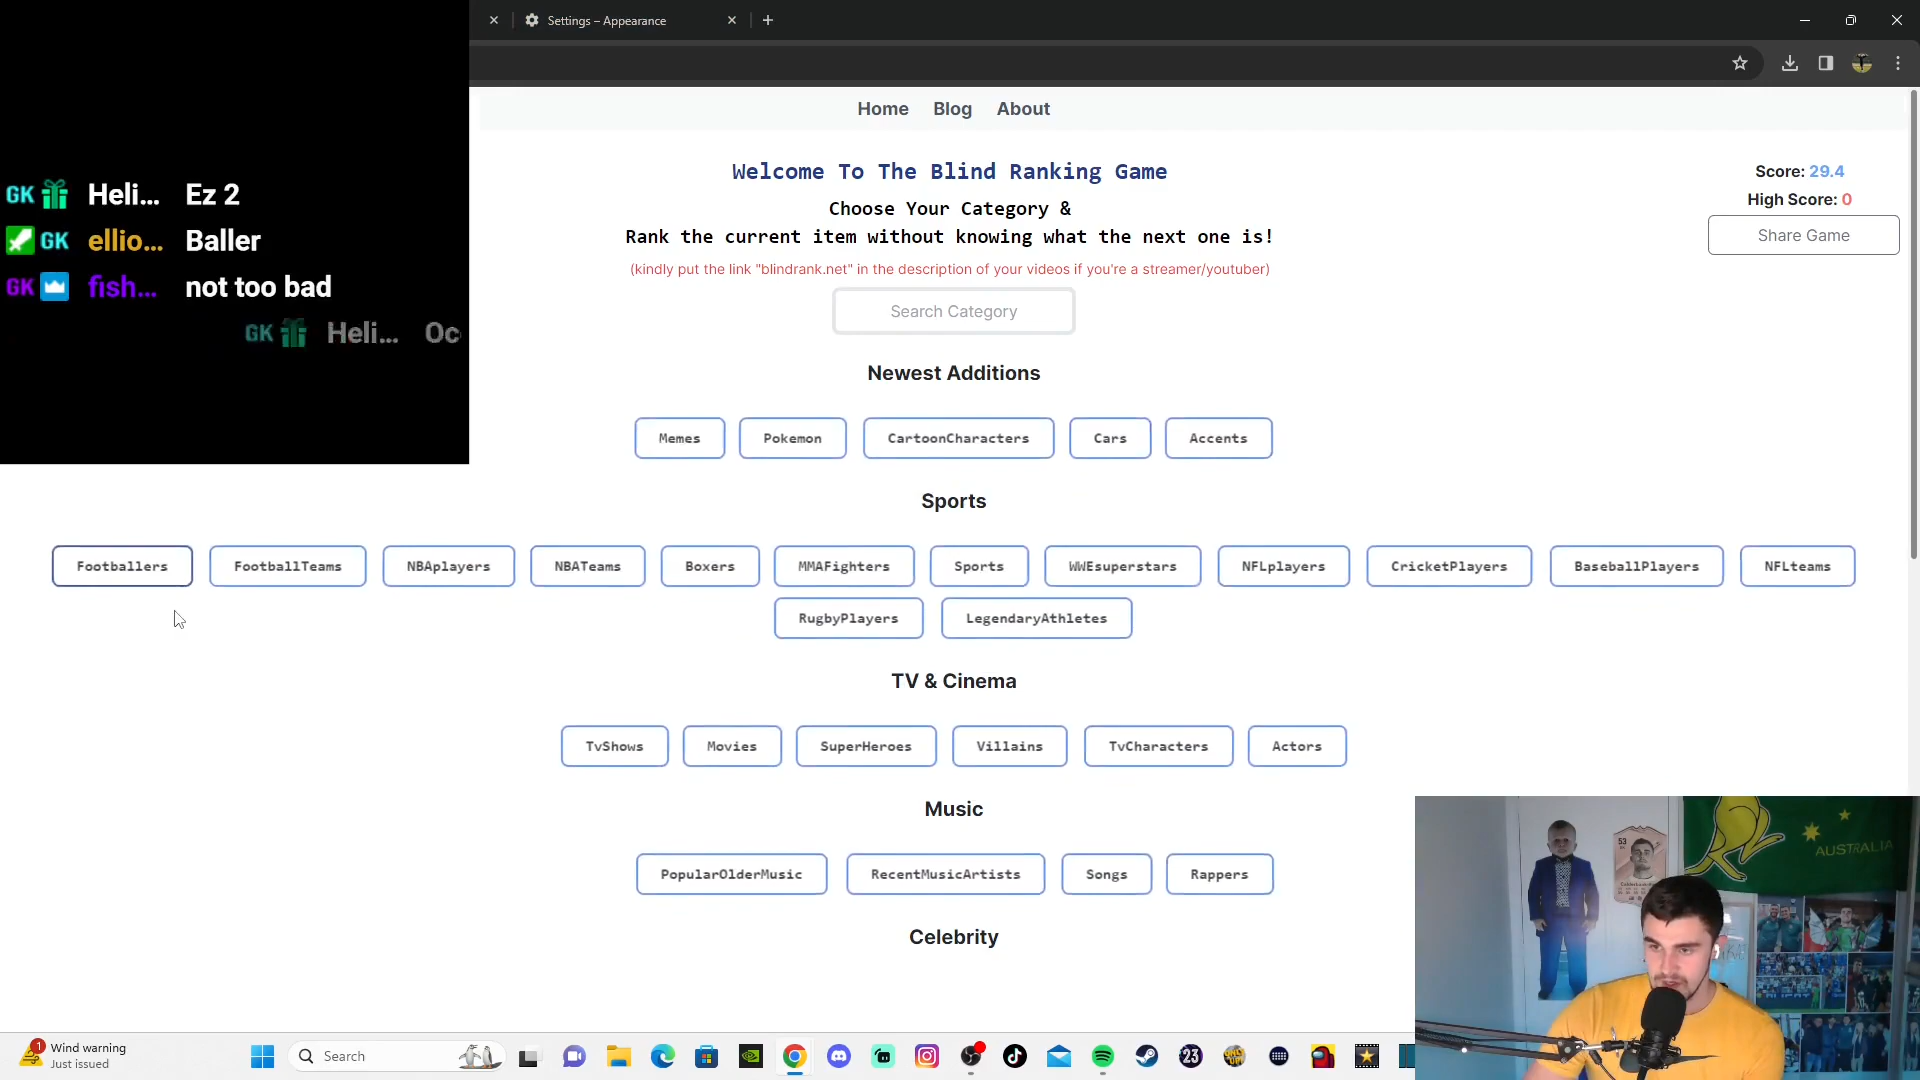 Settings – Appearance
Home Blog About
GK Heli... Ez 2
GK ellio... Baller
GK fish... not too bad
GK Heli... Oc
Welcome To The Blind Ranking Game
Choose Your Category &
Rank the current item without knowing what the next one is!
(kindly put the link "blindrank.net" in the description of your videos if you're a streamer/youtuber)
Search Category
Score: 29.4
High Score: 0
Share Game
Newest Additions
Memes Pokemon CartoonCharacters Cars Accents
Sports
Footballers FootballTeams NBAplayers NBATeams Boxers MMAFighters Sports WWEsuperstars NFLplayers CricketPlayers BaseballPlayers NFLteams
RugbyPlayers LegendaryAthletes
TV & Cinema
TvShows Movies SuperHeroes Villains TvCharacters Actors
Music
PopularOlderMusic RecentMusicArtists Songs Rappers
Celebrity
53
AUSTRALIA
1
Wind warning
Just issued
Search
23